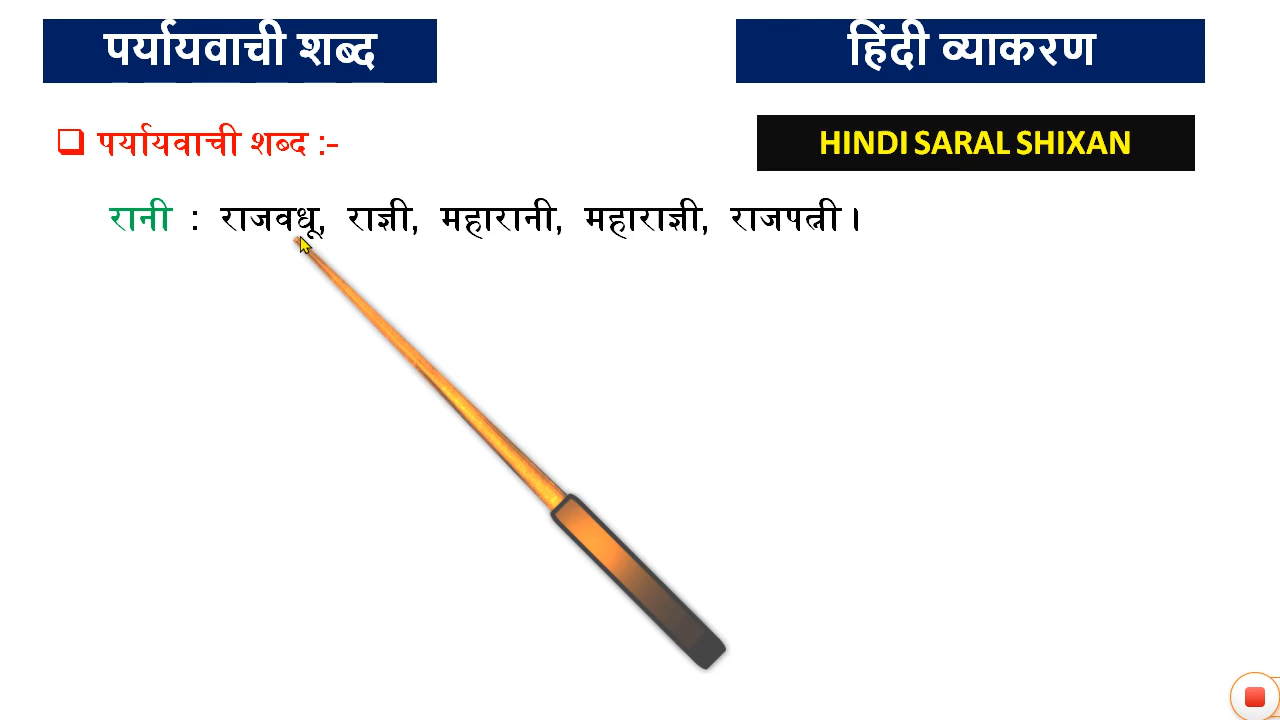 पर्यायवाची शब्द
हिंदी व्याकरण
पर्यायवाची शब्द :-
HINDI SARAL SHIXAN
रानी : राजवधू, राज्ञी, महारानी, महाराज्ञी, राजपत्नी ।